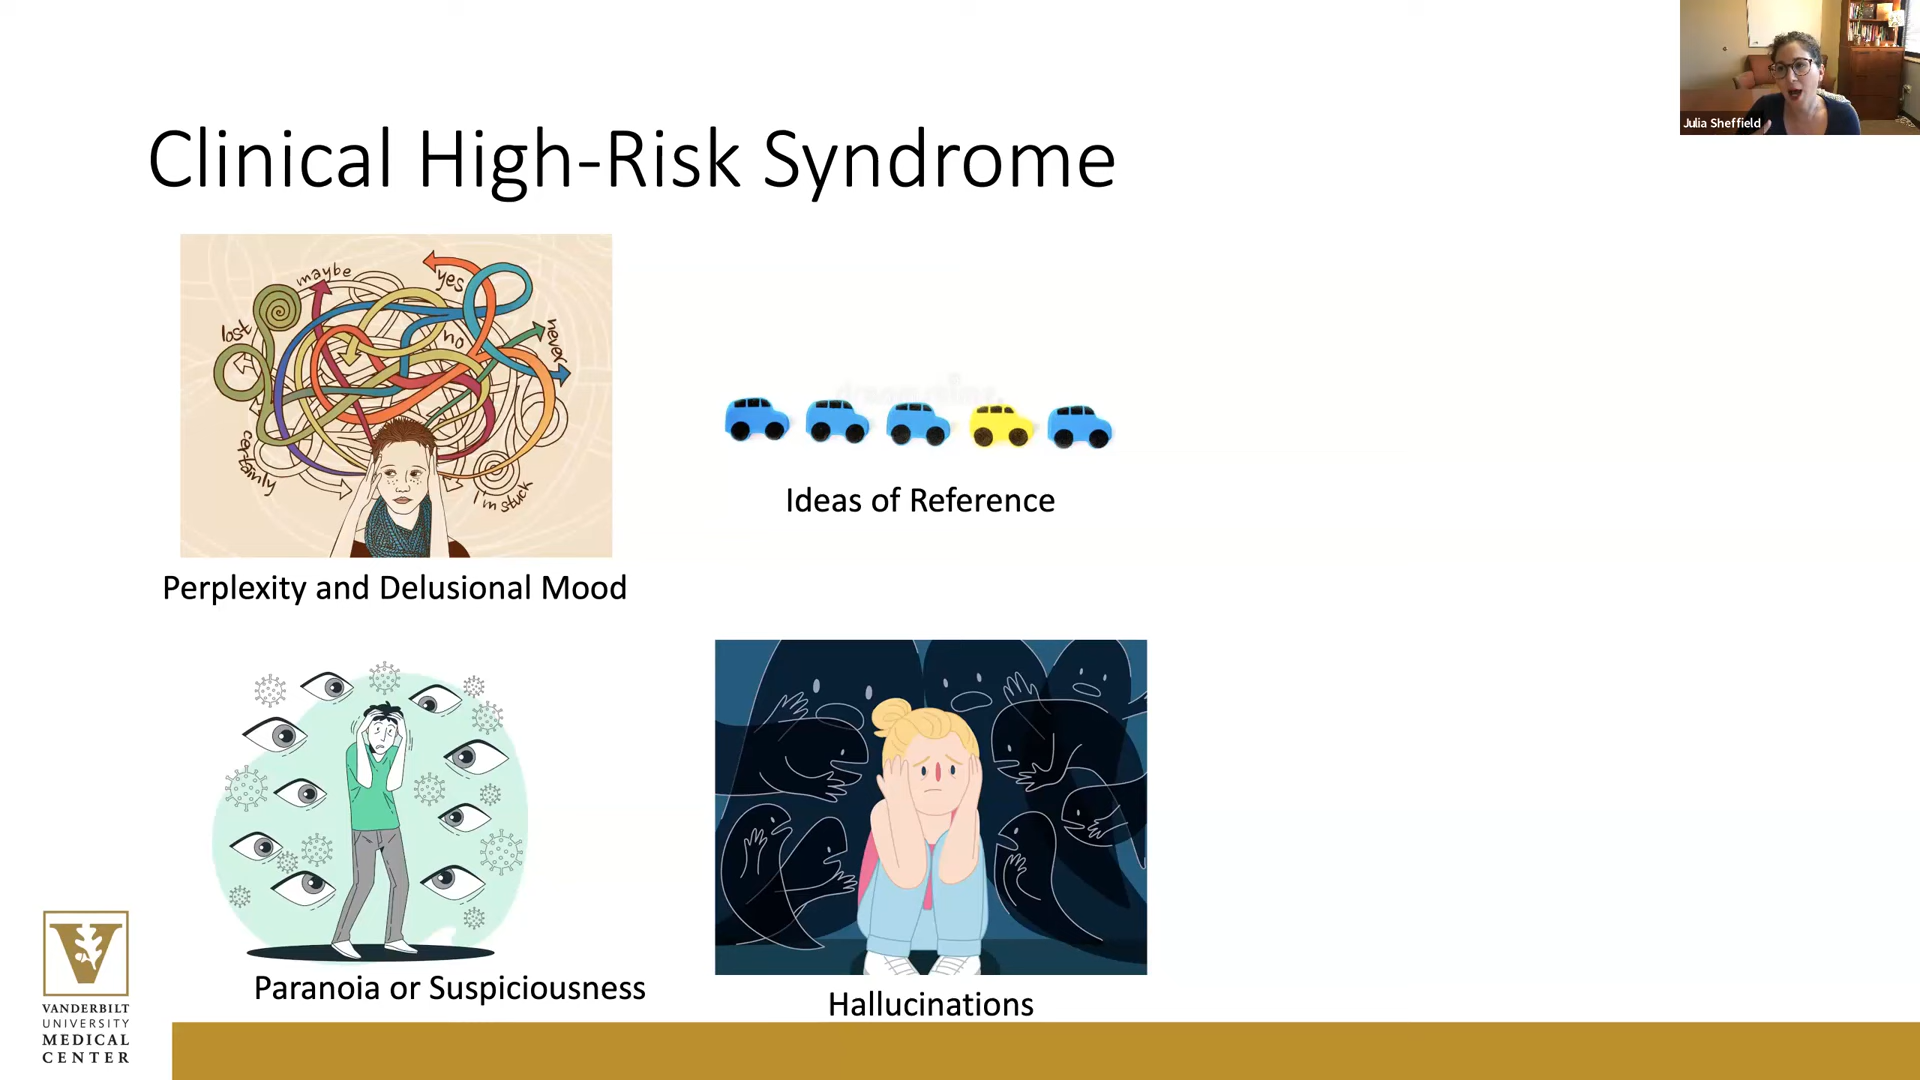 Julia Sheffield
Clinical High-Risk Syndrome
maybe
yes
lost
no
never
certainly
I'm stuck
Ideas of Reference
Perplexity and Delusional Mood
Paranoia or Suspiciousness
Hallucinations
V
VANDERBILT
UNIVERSITY
MEDICAL
CENTER